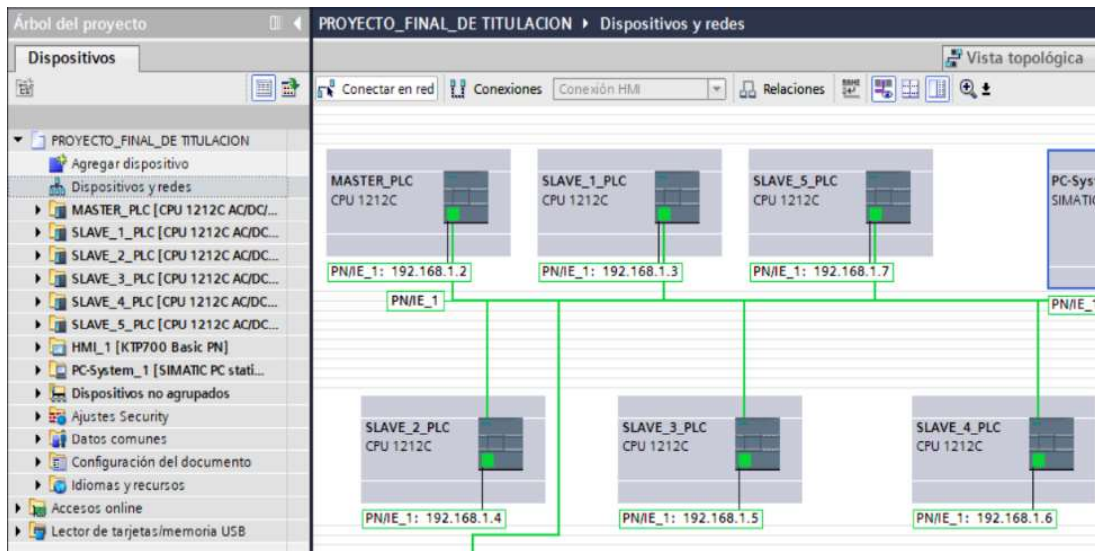 Árbol del proyecto
Dispositivos
PROYECTO_FINAL_DE TITULACION
Agregar dispositivo
Dispositivos y redes
MASTER_PLC [CPU 1212C AC/DC/...
SLAVE_1_PLC [CPU 1212C AC/DC...
SLAVE_2_PLC [CPU 1212C AC/DC...
SLAVE_3_PLC [CPU 1212C AC/DC...
SLAVE_4_PLC [CPU 1212C AC/DC...
SLAVE_5_PLC [CPU 1212C AC/DC...
HMI_1 [KTP700 Basic PN]
PC-System_1 [SIMATIC PC stati...
Dispositivos no agrupados
Ajustes Security
Datos comunes
Configuración del documento
Idiomas y recursos
Accesos online
Lector de tarjetas/memoria USB
PROYECTO_FINAL_DE TITULACION ▸ Dispositivos y redes
Vista topológica
Conectar en red Conexiones Conexión HMI Relaciones
MASTER_PLC
CPU 1212C
SLAVE_1_PLC
CPU 1212C
SLAVE_5_PLC
CPU 1212C
PC-Sys
SIMATIC
PN/IE_1: 192.168.1.2
PN/IE_1: 192.168.1.3
PN/IE_1: 192.168.1.7
PN/IE_1
PN/IE_1
SLAVE_2_PLC
CPU 1212C
SLAVE_3_PLC
CPU 1212C
SLAVE_4_PLC
CPU 1212C
PN/IE_1: 192.168.1.4
PN/IE_1: 192.168.1.5
PN/IE_1: 192.168.1.6